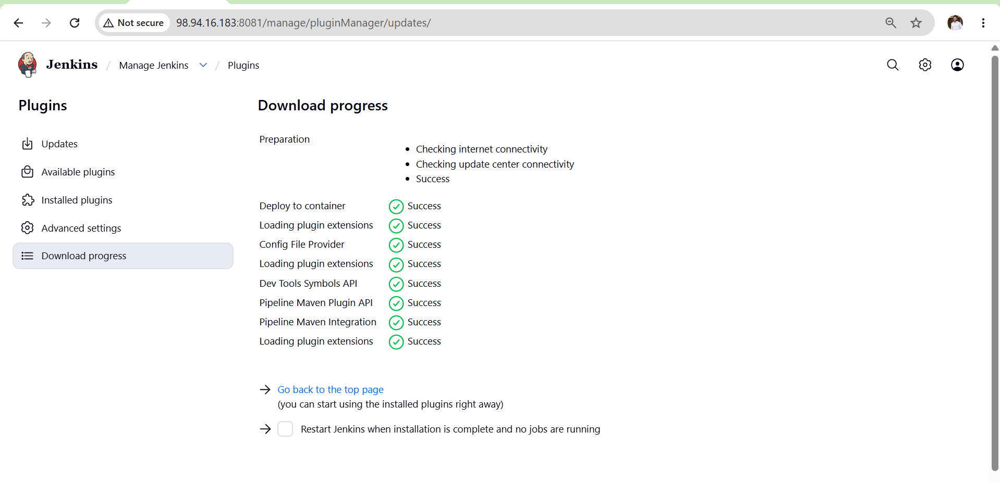 Not secure 98.94.16.183:8081/manage/pluginManager/updates/
Jenkins / Manage Jenkins / Plugins
Plugins
Updates
Available plugins
Installed plugins
Advanced settings
Download progress
Download progress
Preparation
• Checking internet connectivity
• Checking update center connectivity
• Success
Deploy to container Success
Loading plugin extensions Success
Config File Provider Success
Loading plugin extensions Success
Dev Tools Symbols API Success
Pipeline Maven Plugin API Success
Pipeline Maven Integration Success
Loading plugin extensions Success
→ Go back to the top page
(you can start using the installed plugins right away)
→ Restart Jenkins when installation is complete and no jobs are running